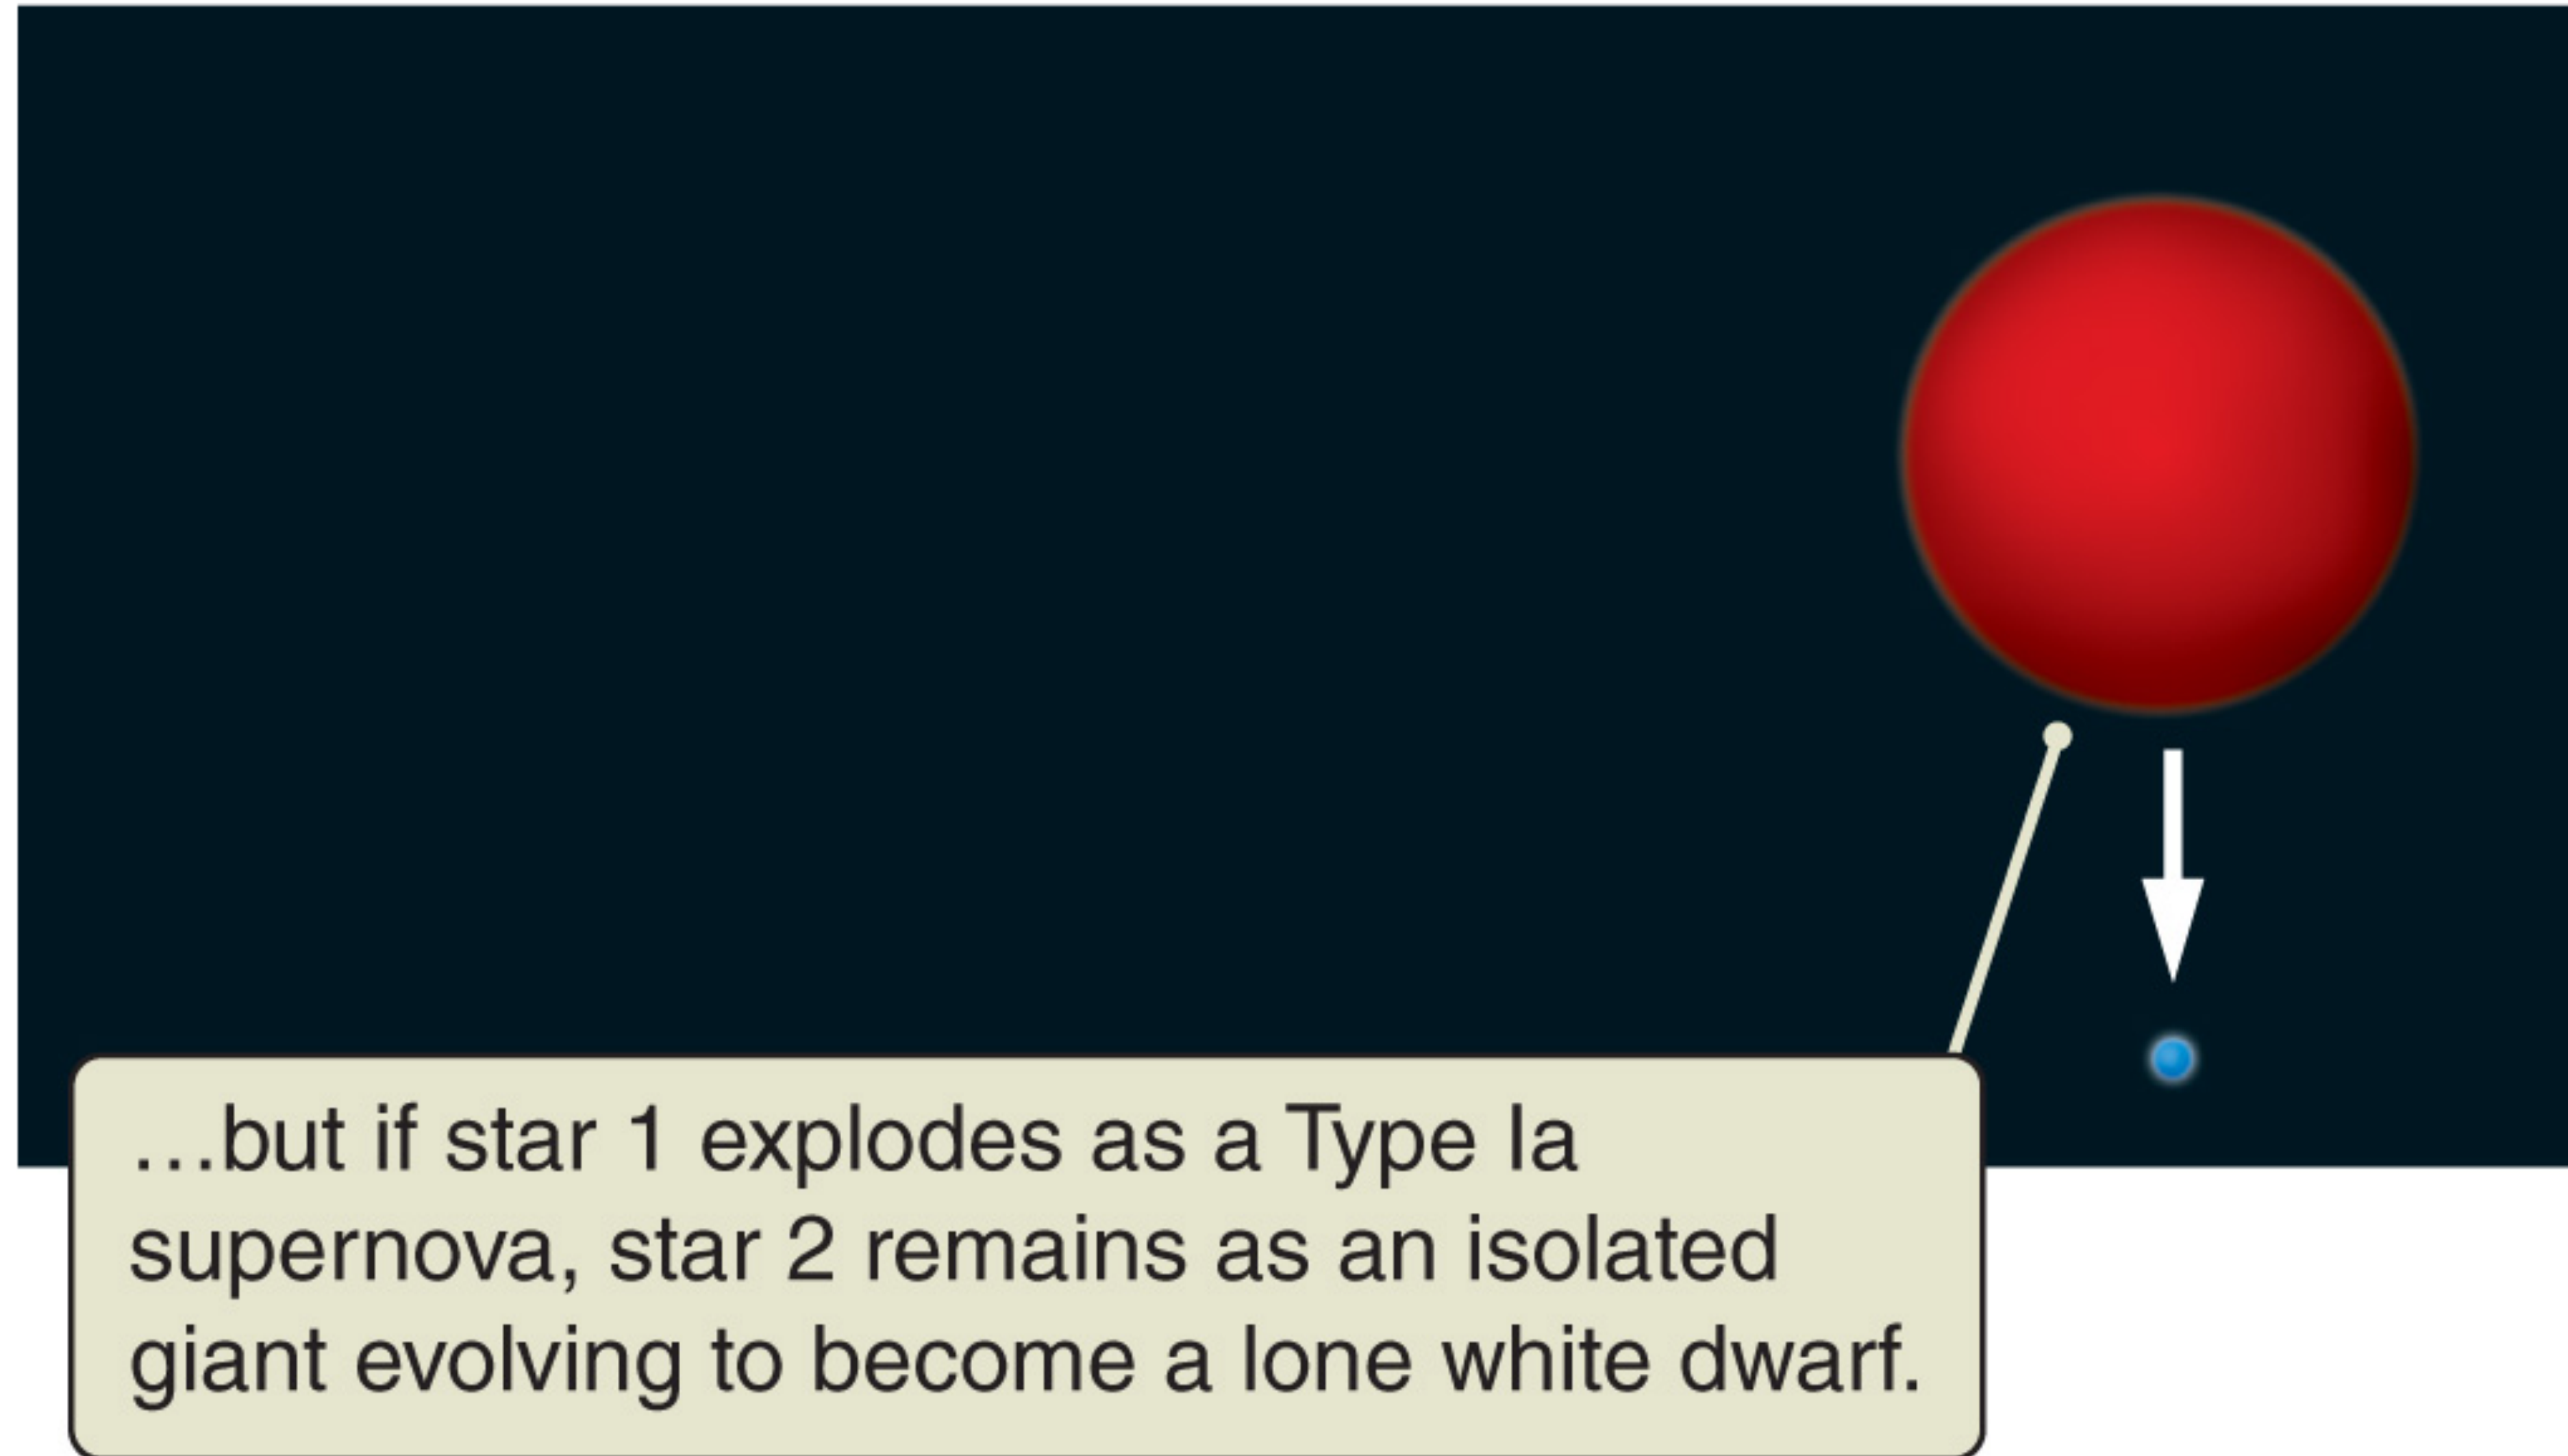 …but if star 1 explodes as a Type Ia
supernova, star 2 remains as an isolated
giant evolving to become a lone white dwarf.